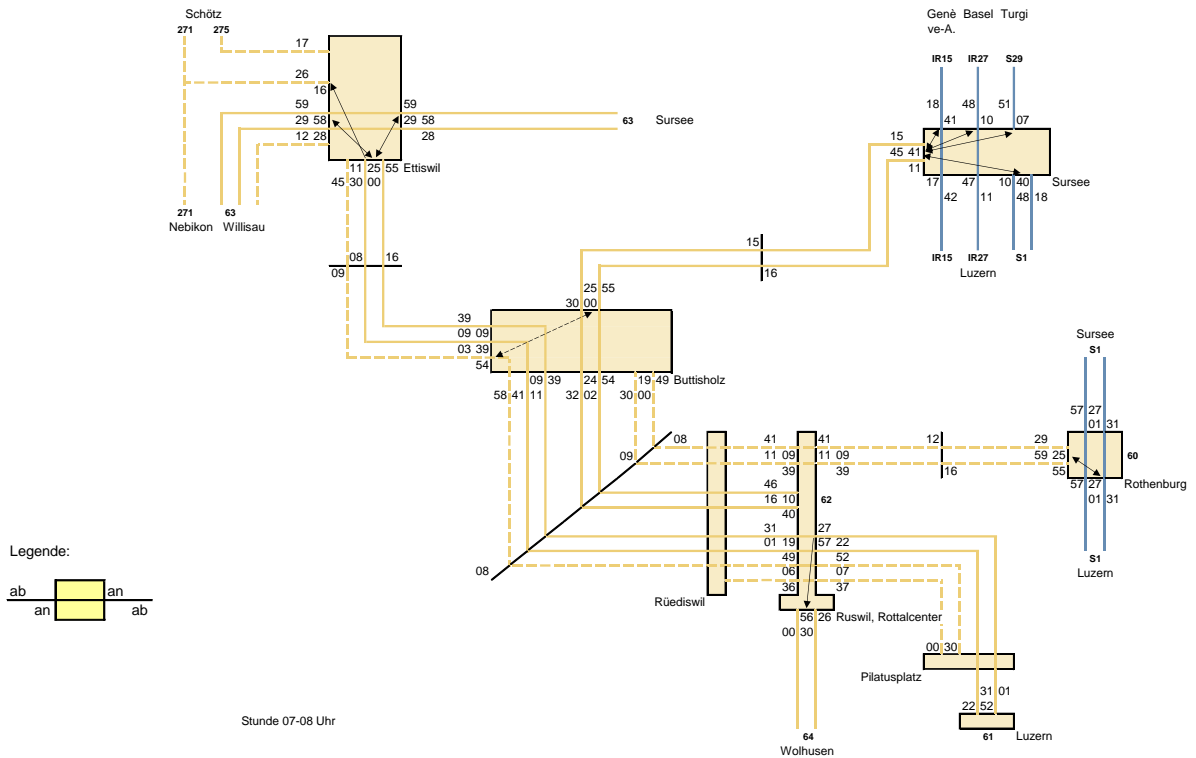 Schötz
271 275
17
26
16
59
29 58
12 28
59
29 58
28
63 Sursee
11 25 55
45 30 00
Ettiswil
271
Nebikon
63
Willisau
08 16
09
Genè
ve-A.
Basel
Turgi
IR15 IR27 S29
18 48 51
41 10 07
15
45 41
11
17 47 10 40
42 11 48 18
Sursee
IR15 IR27 S1
Luzern
15
16
25 55
30 00
39
09 09
03 39
54
09 39 24 54 19 49
58 41 11 32 02 30 00
Buttisholz
08
09
08
41
11 09
39
41
11 09
39
12
16
29
59 25
55
Sursee
S1
57 27
01 31
60
57 27
01 31
Rothenburg
S1
Luzern
46
16 10
40
62
31
01 19
49
06
36
27
57 22
52
07
37
Rüediswil
56 26
00 30
Ruswil, Rottalcenter
64
Wolhusen
00 30
Pilatusplatz
31 01
22 52
61
Luzern
Legende:
ab an
an ab
Stunde 07-08 Uhr